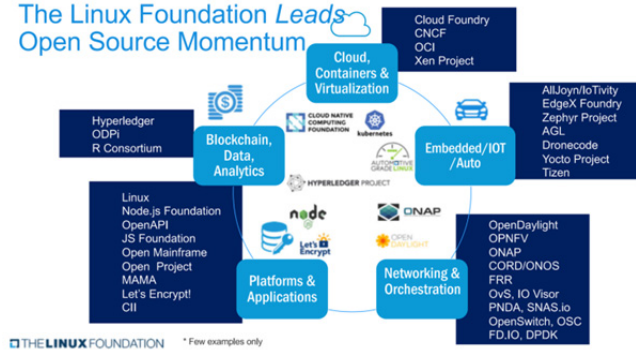 The Linux Foundation Leads
Open Source Momentum
Cloud,
Containers &
Virtualization
Cloud Foundry
CNCF
OCI
Xen Project
Hyperledger
ODPi
R Consortium
Blockchain,
Data,
Analytics
CLOUD NATIVE
COMPUTING
FOUNDATION
kubernetes
AUTOMOTIVE
GRADE LINUX
HYPERLEDGER PROJECT
Embedded/IOT
/Auto
AllJoyn/IoTivity
EdgeX Foundry
Zephyr Project
AGL
Dronecode
Yocto Project
Tizen
Linux
Node.js Foundation
OpenAPI
JS Foundation
Open Mainframe
Open Project
MAMA
Let's Encrypt!
CII
node
Let's
Encrypt
ONAP
OPEN
DAYLIGHT
Platforms &
Applications
Networking &
Orchestration
OpenDaylight
OPNFV
ONAP
CORD/ONOS
FRR
OvS, IO Visor
PNDA, SNAS.io
OpenSwitch, OSC
FD.IO, DPDK
THE LINUX FOUNDATION
* Few examples only